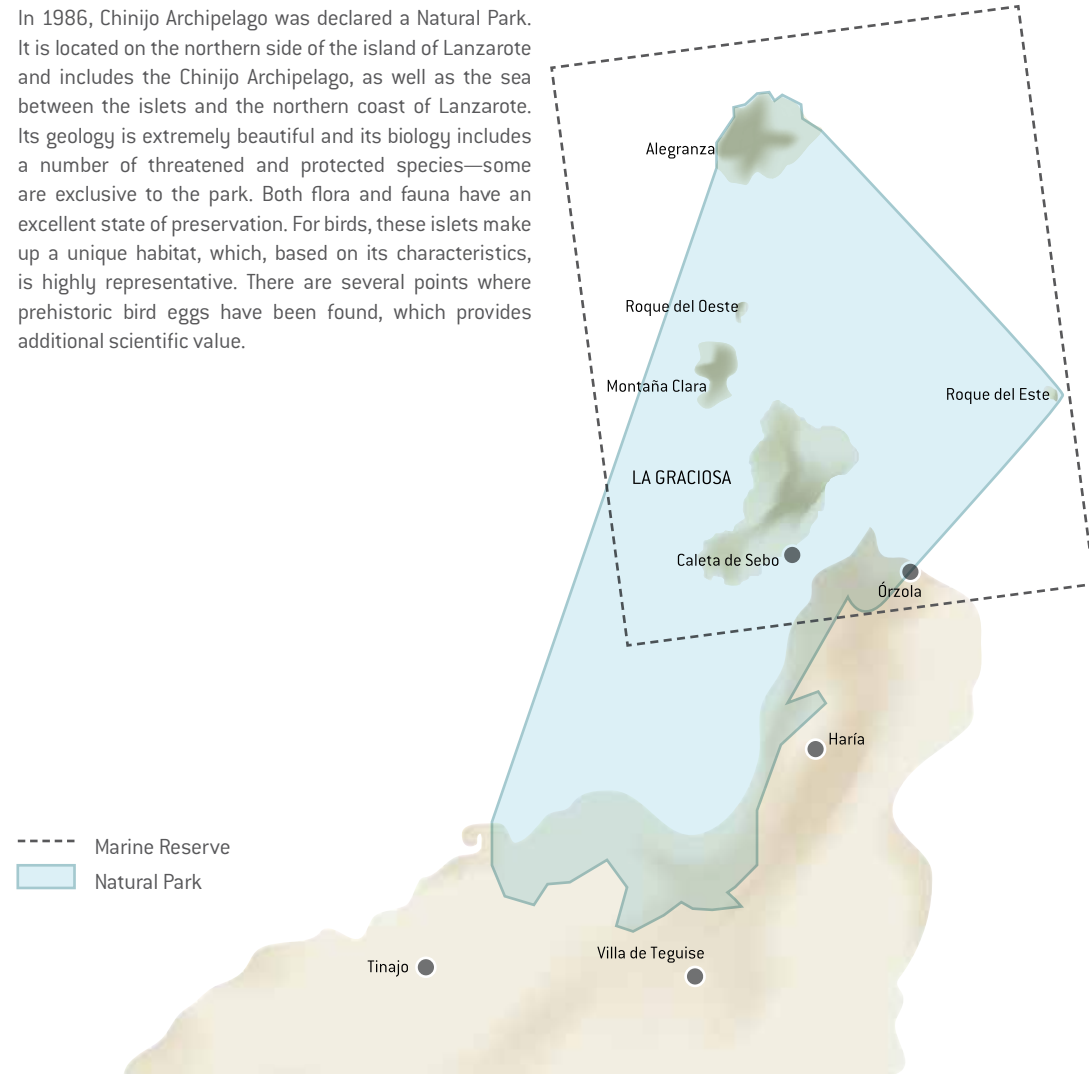 In 1986, Chinijo Archipelago was declared a Natural Park.
It is located on the northern side of the island of Lanzarote
and includes the Chinijo Archipelago, as well as the sea
between the islets and the northern coast of Lanzarote.
Its geology is extremely beautiful and its biology includes
a number of threatened and protected species—some
are exclusive to the park. Both flora and fauna have an
excellent state of preservation. For birds, these islets make
up a unique habitat, which, based on its characteristics,
is highly representative. There are several points where
prehistoric bird eggs have been found, which provides
additional scientific value.
Alegranza
Roque del Oeste
Montaña Clara
Roque del Este
LA GRACIOSA
Caleta de Sebo
Órzola
Haría
Marine Reserve
Natural Park
Villa de Teguise
Tinajo